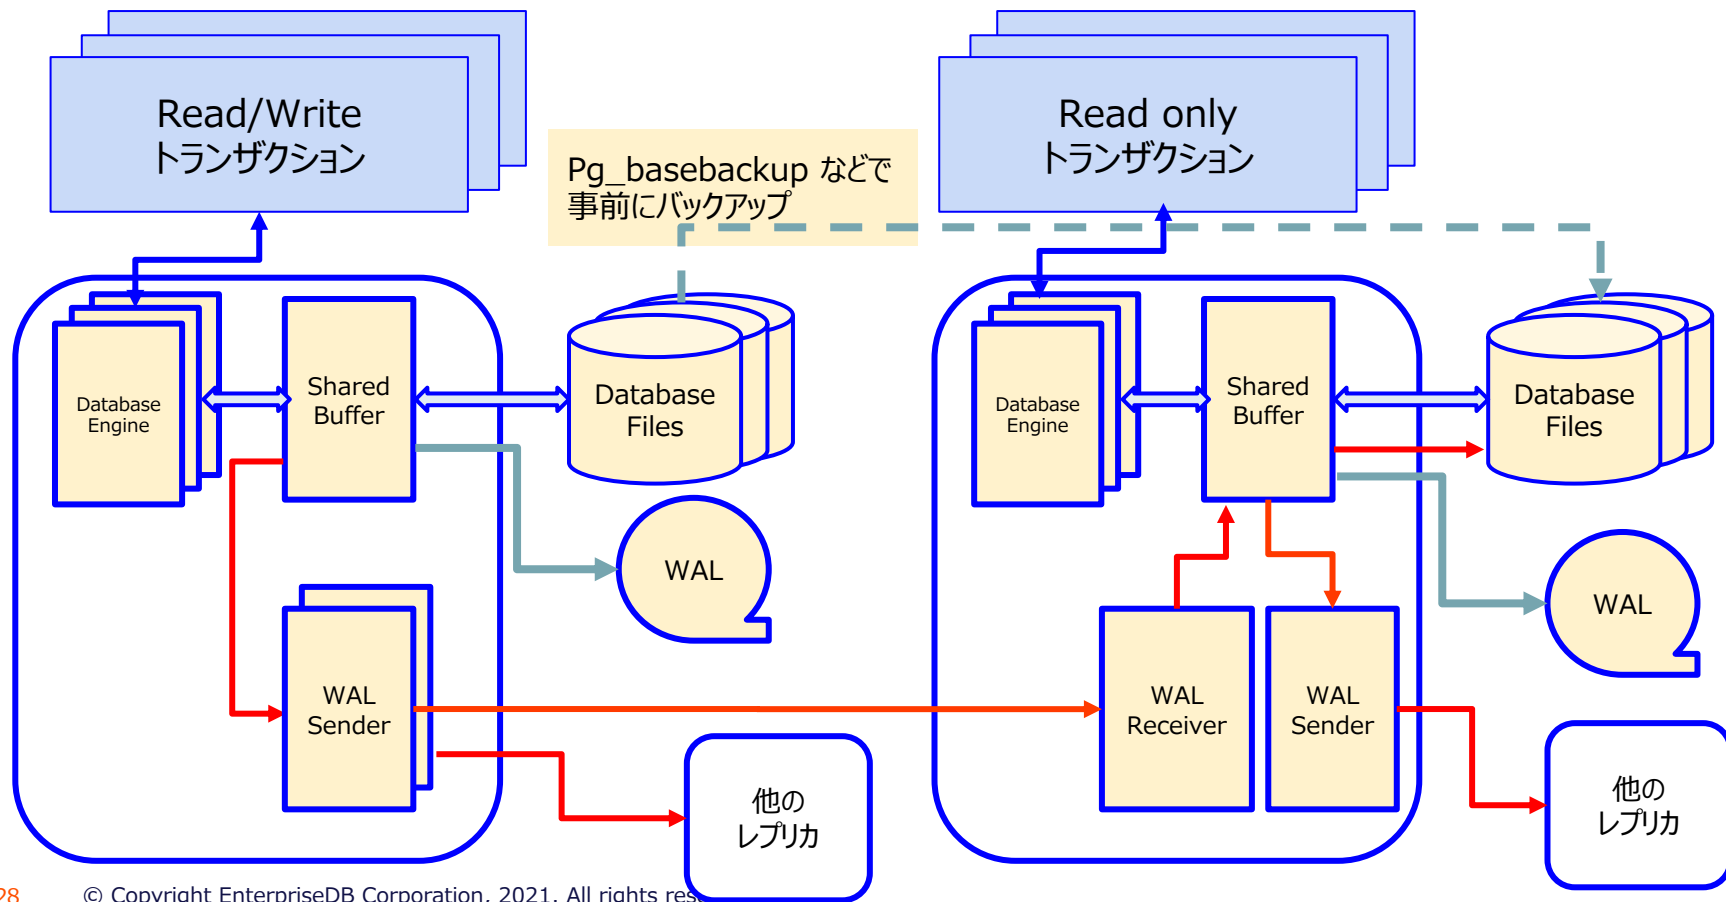 Read/Write
トランザクション
Pg_basebackup などで
事前にバックアップ
Read only
トランザクション
Database
Engine
Shared
Buffer
Database
Files
WAL
WAL
Sender
他の
レプリカ
Database
Engine
Shared
Buffer
Database
Files
WAL
WAL
Receiver
WAL
Sender
他の
レプリカ
28
© Copyright EnterpriseDB Corporation, 2021. All rights